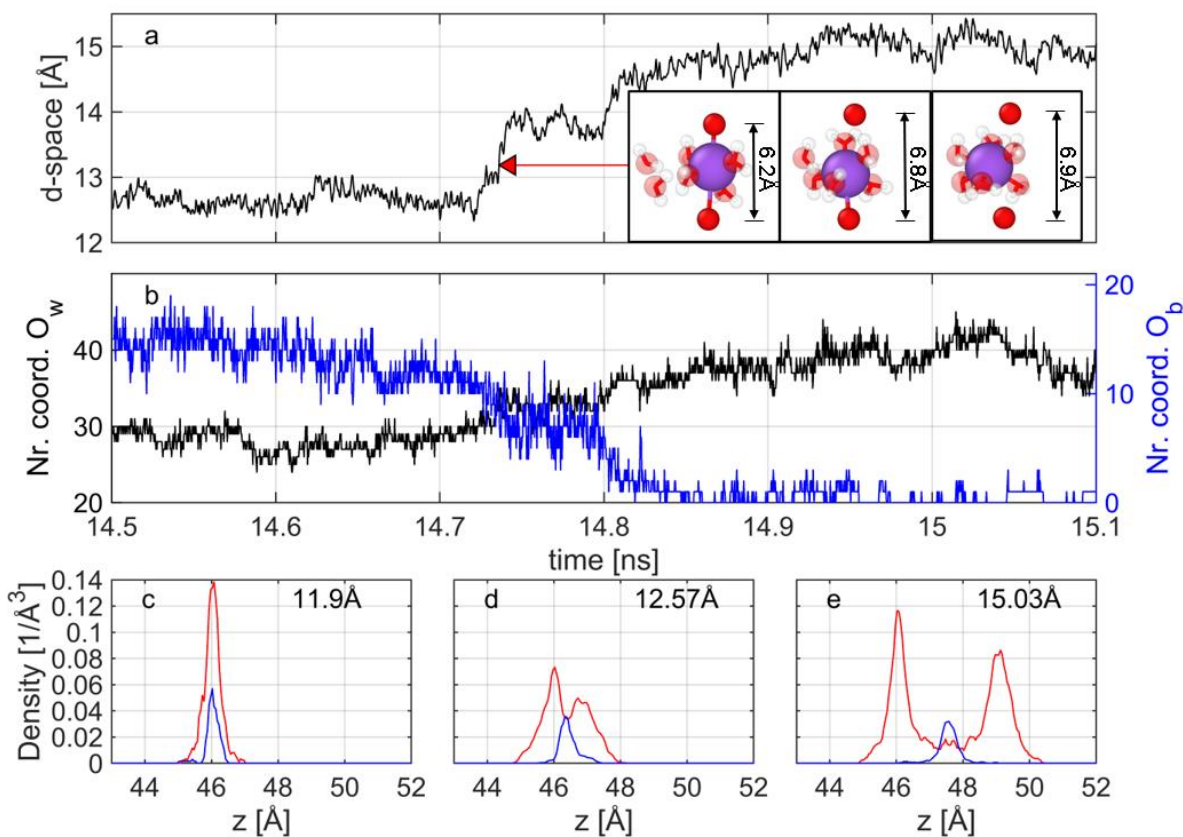 a
d-space [Å]
15
14
13
12
6.2Å
6.8Å
6.9Å
b
Nr. coord. O_w
40
30
20
Nr. coord. O_b
20
10
0
14.5 14.6 14.7 14.8 14.9 15 15.1
time [ns]
Density [1/Å³]
0.14
0.12
0.1
0.08
0.06
0.04
0.02
0
c 11.9Å
44 46 48 50 52
z [Å]
d 12.57Å
44 46 48 50 52
z [Å]
e 15.03Å
44 46 48 50 52
z [Å]